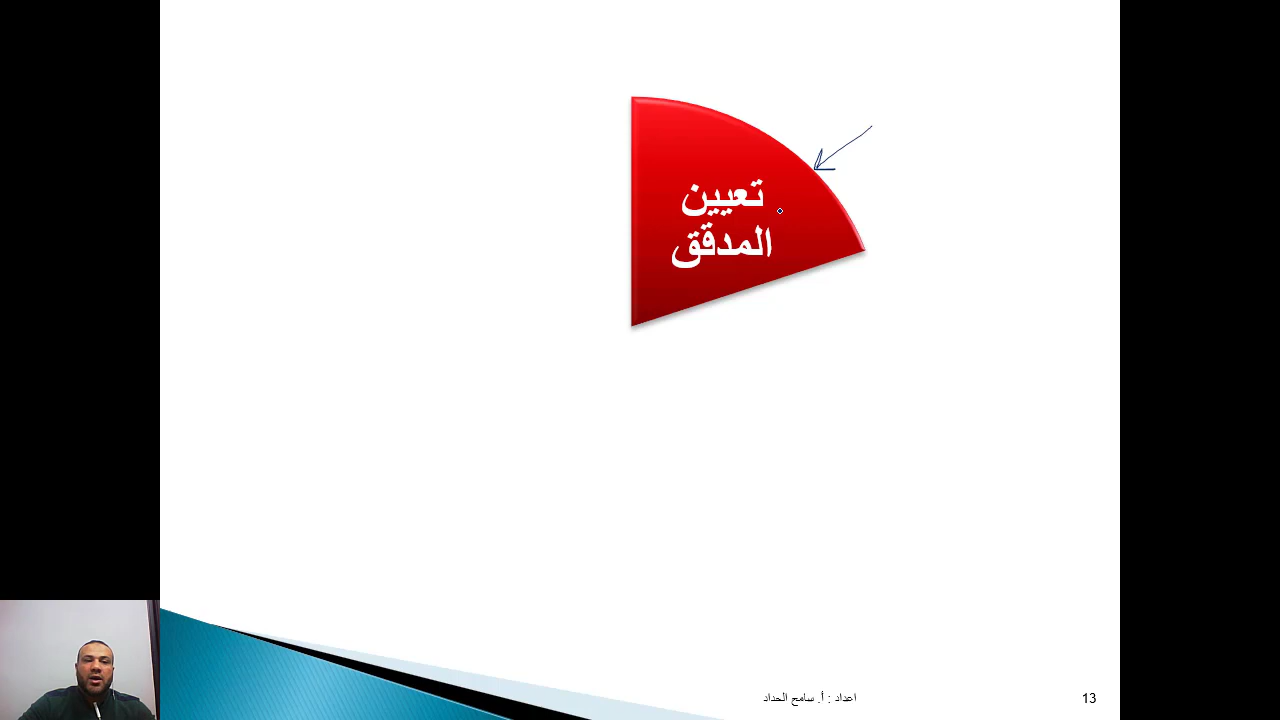 تعيين
المدقق
اعداد : أ. سامح الحداد
13